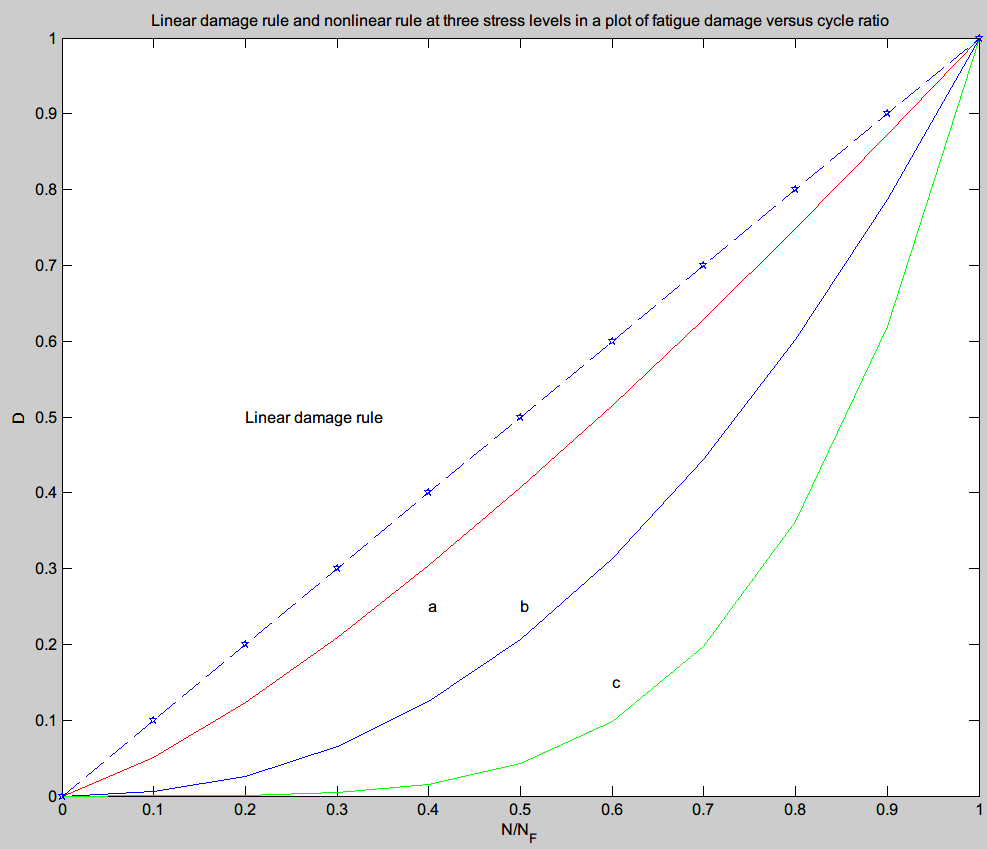 Linear damage rule and nonlinear rule at three stress levels in a plot of fatigue damage versus cycle ratio
1
0.9
0.8
0.7
0.6
0.5
0.4
0.3
0.2
0.1
0
D
Linear damage rule
a
b
c
0 0.1 0.2 0.3 0.4 0.5 0.6 0.7 0.8 0.9 1
N/N_F